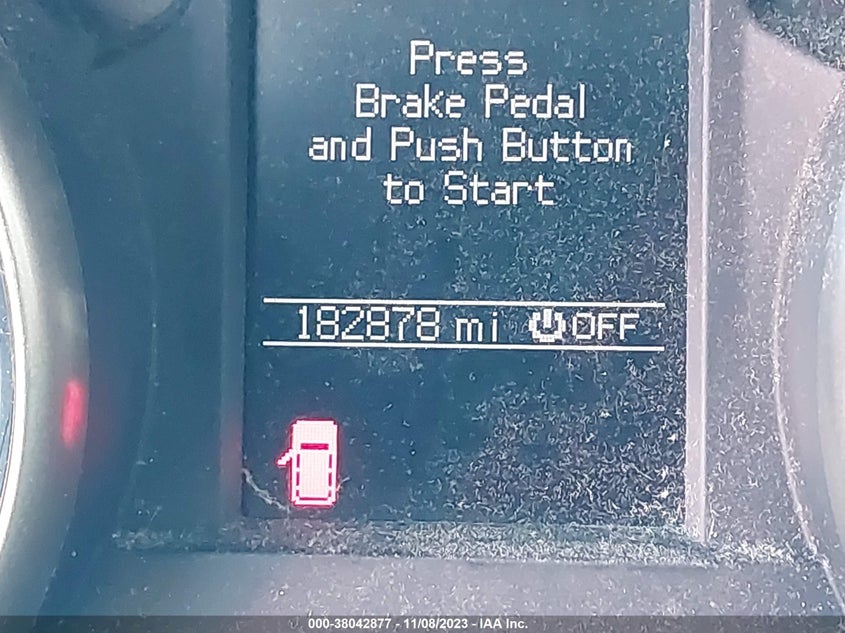 Press
Brake Pedal
and Push Button
to Start
182878 mi OFF
000-38042877 - 11/08/2023 - IAA Inc.